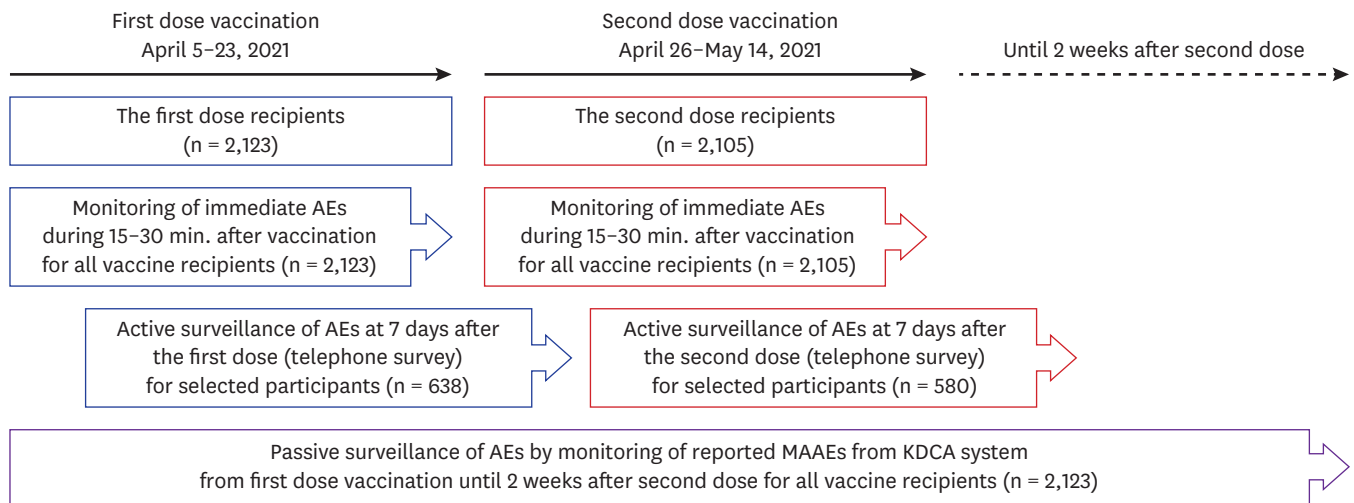 First dose vaccination
April 5–23, 2021
Second dose vaccination
April 26–May 14, 2021
Until 2 weeks after second dose
The first dose recipients
(n = 2,123)
The second dose recipients
(n = 2,105)
Monitoring of immediate AEs
during 15–30 min. after vaccination
for all vaccine recipients (n = 2,123)
Monitoring of immediate AEs
during 15–30 min. after vaccination
for all vaccine recipients (n = 2,105)
Active surveillance of AEs at 7 days after
the first dose (telephone survey)
for selected participants (n = 638)
Active surveillance of AEs at 7 days after
the second dose (telephone survey)
for selected participants (n = 580)
Passive surveillance of AEs by monitoring of reported MAAEs from KDCA system
from first dose vaccination until 2 weeks after second dose for all vaccine recipients (n = 2,123)